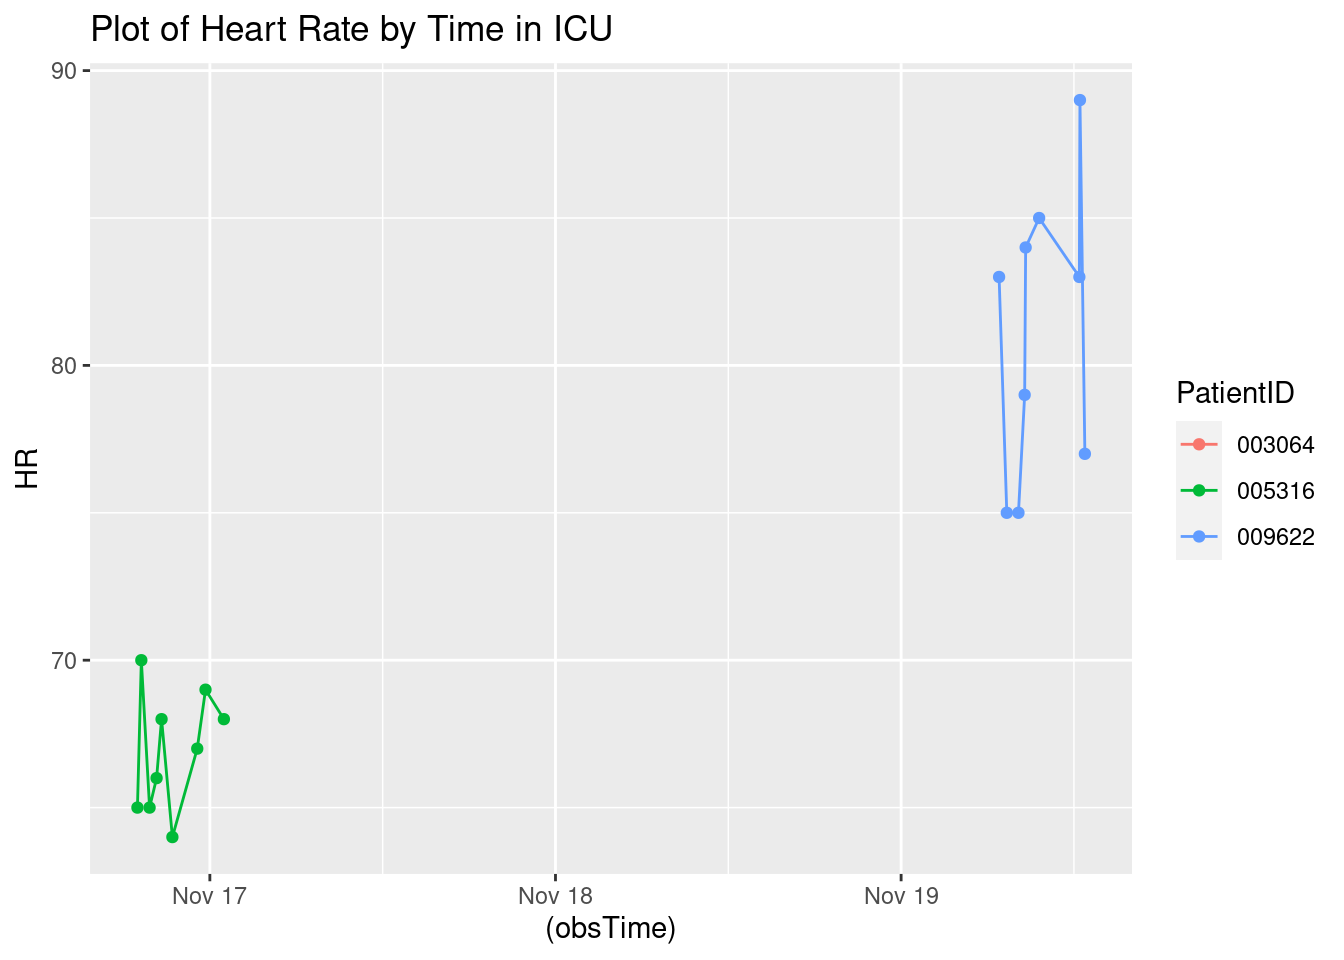 Plot of Heart Rate by Time in ICU
90
80
70
HR
Nov 17
Nov 18
Nov 19
(obsTime)
PatientID
003064
005316
009622